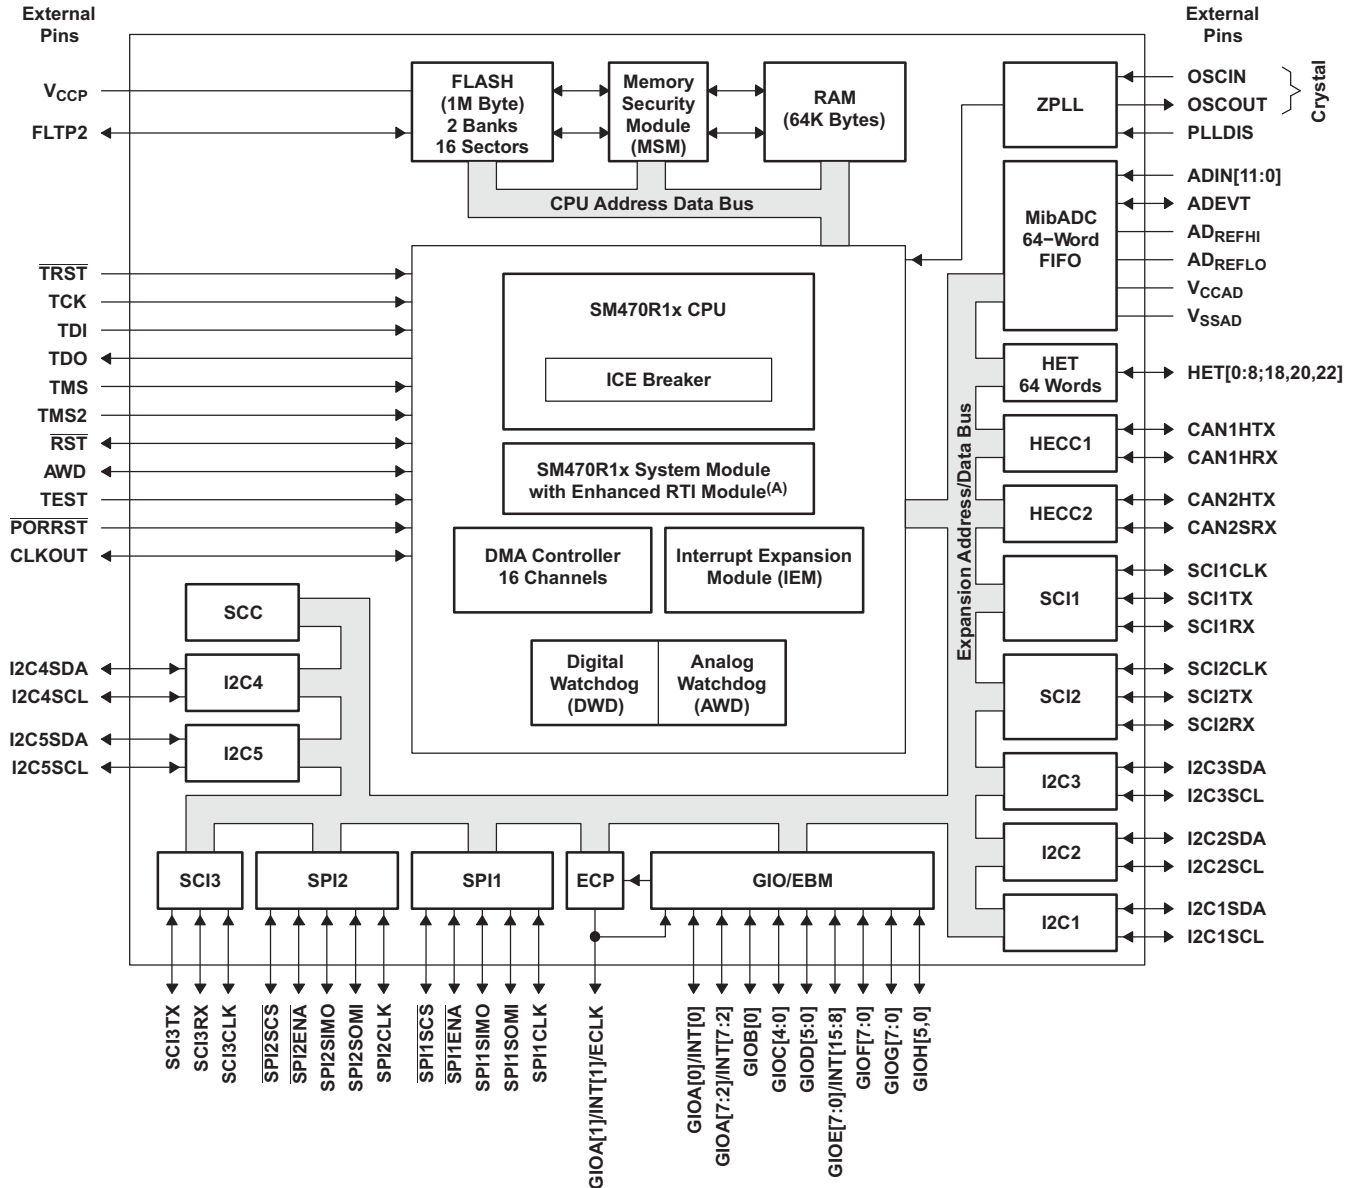 External
Pins
External
Pins
VCCP
FLTP2
FLASH
(1M Byte)
2 Banks
16 Sectors
Memory
Security
Module
(MSM)
RAM
(64K Bytes)
ZPLL
OSCIN
OSCOUT
PLLDIS
Crystal
CPU Address Data Bus
MibADC
64−Word
FIFO
ADIN[11:0]
ADEVT
ADREFHI
ADREFLO
VCCAD
VSSAD
TRST
TCK
TDI
TDO
TMS
TMS2
RST
AWD
TEST
PORRST
CLKOUT
SM470R1x CPU
ICE Breaker
SM470R1x System Module
with Enhanced RTI Module(A)
DMA Controller
16 Channels
Interrupt Expansion
Module (IEM)
Digital
Watchdog
(DWD)
Analog
Watchdog
(AWD)
Expansion Address/Data Bus
HET
64 Words
HET[0:8;18,20,22]
HECC1
CAN1HTX
CAN1HRX
HECC2
CAN2HTX
CAN2SRX
SCI1
SCI1CLK
SCI1TX
SCI1RX
SCI2
SCI2CLK
SCI2TX
SCI2RX
I2C3
I2C3SDA
I2C3SCL
I2C2
I2C2SDA
I2C2SCL
I2C1
I2C1SDA
I2C1SCL
SCC
I2C4SDA
I2C4SCL
I2C4
I2C5SDA
I2C5SCL
I2C5
SCI3
SPI2
SPI1
ECP
GIO/EBM
SCI3TX
SCI3RX
SCI3CLK
SPI2SCS
SPI2ENA
SPI2SIMO
SPI2SOMI
SPI2CLK
SPI1SCS
SPI1ENA
SPI1SIMO
SPI1SOMI
SPI1CLK
GIOA[1]/INT[1]/ECLK
GIOA[0]/INT[0]
GIOA[7:2]/INT[7:2]
GIOB[0]
GIOC[4:0]
GIOD[5:0]
GIOE[7:0]/INT[15:8]
GIOF[7:0]
GIOG[7:0]
GIOH[5,0]